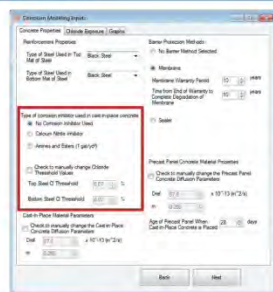 Corrosion Modeling Inputs
Concrete Properties Chloride Exposure Graphs
Reinforcement Properties
Type of Steel Used in Top Mat of Steel
Black Steel
Type of Steel Used in Bottom Mat of Steel
Black Steel
Type of corrosion inhibitor used in cast-in-place concrete
No Corrosion Inhibitor Used
Calcium Nitrite Inhibitor
Amines and Esters (1 gal/yd³)
Check to manually change Chloride Threshold Values
Top Steel Cl Threshold
%
Bottom Steel Cl Threshold
%
Cast-In-Place Material Parameters
Check to manually change the Cast-in-Place Concrete Diffusion Parameters
x 10^-13 (m^2/s)
m
Barrier Protection Methods
No Barrier Method Selected
Membrane
Membrane Warranty Period
10 years
Time from End of Warranty to Complete Degradation of Membrane
10 years
Sealer
Precast Panel Concrete Material Properties
Check to manually change the Precast Panel Concrete Diffusion Parameters
x 10^-13 (m^2/s)
m
Age of Precast Panel When Cast-in-Place Concrete is Placed
28 days
Back Next